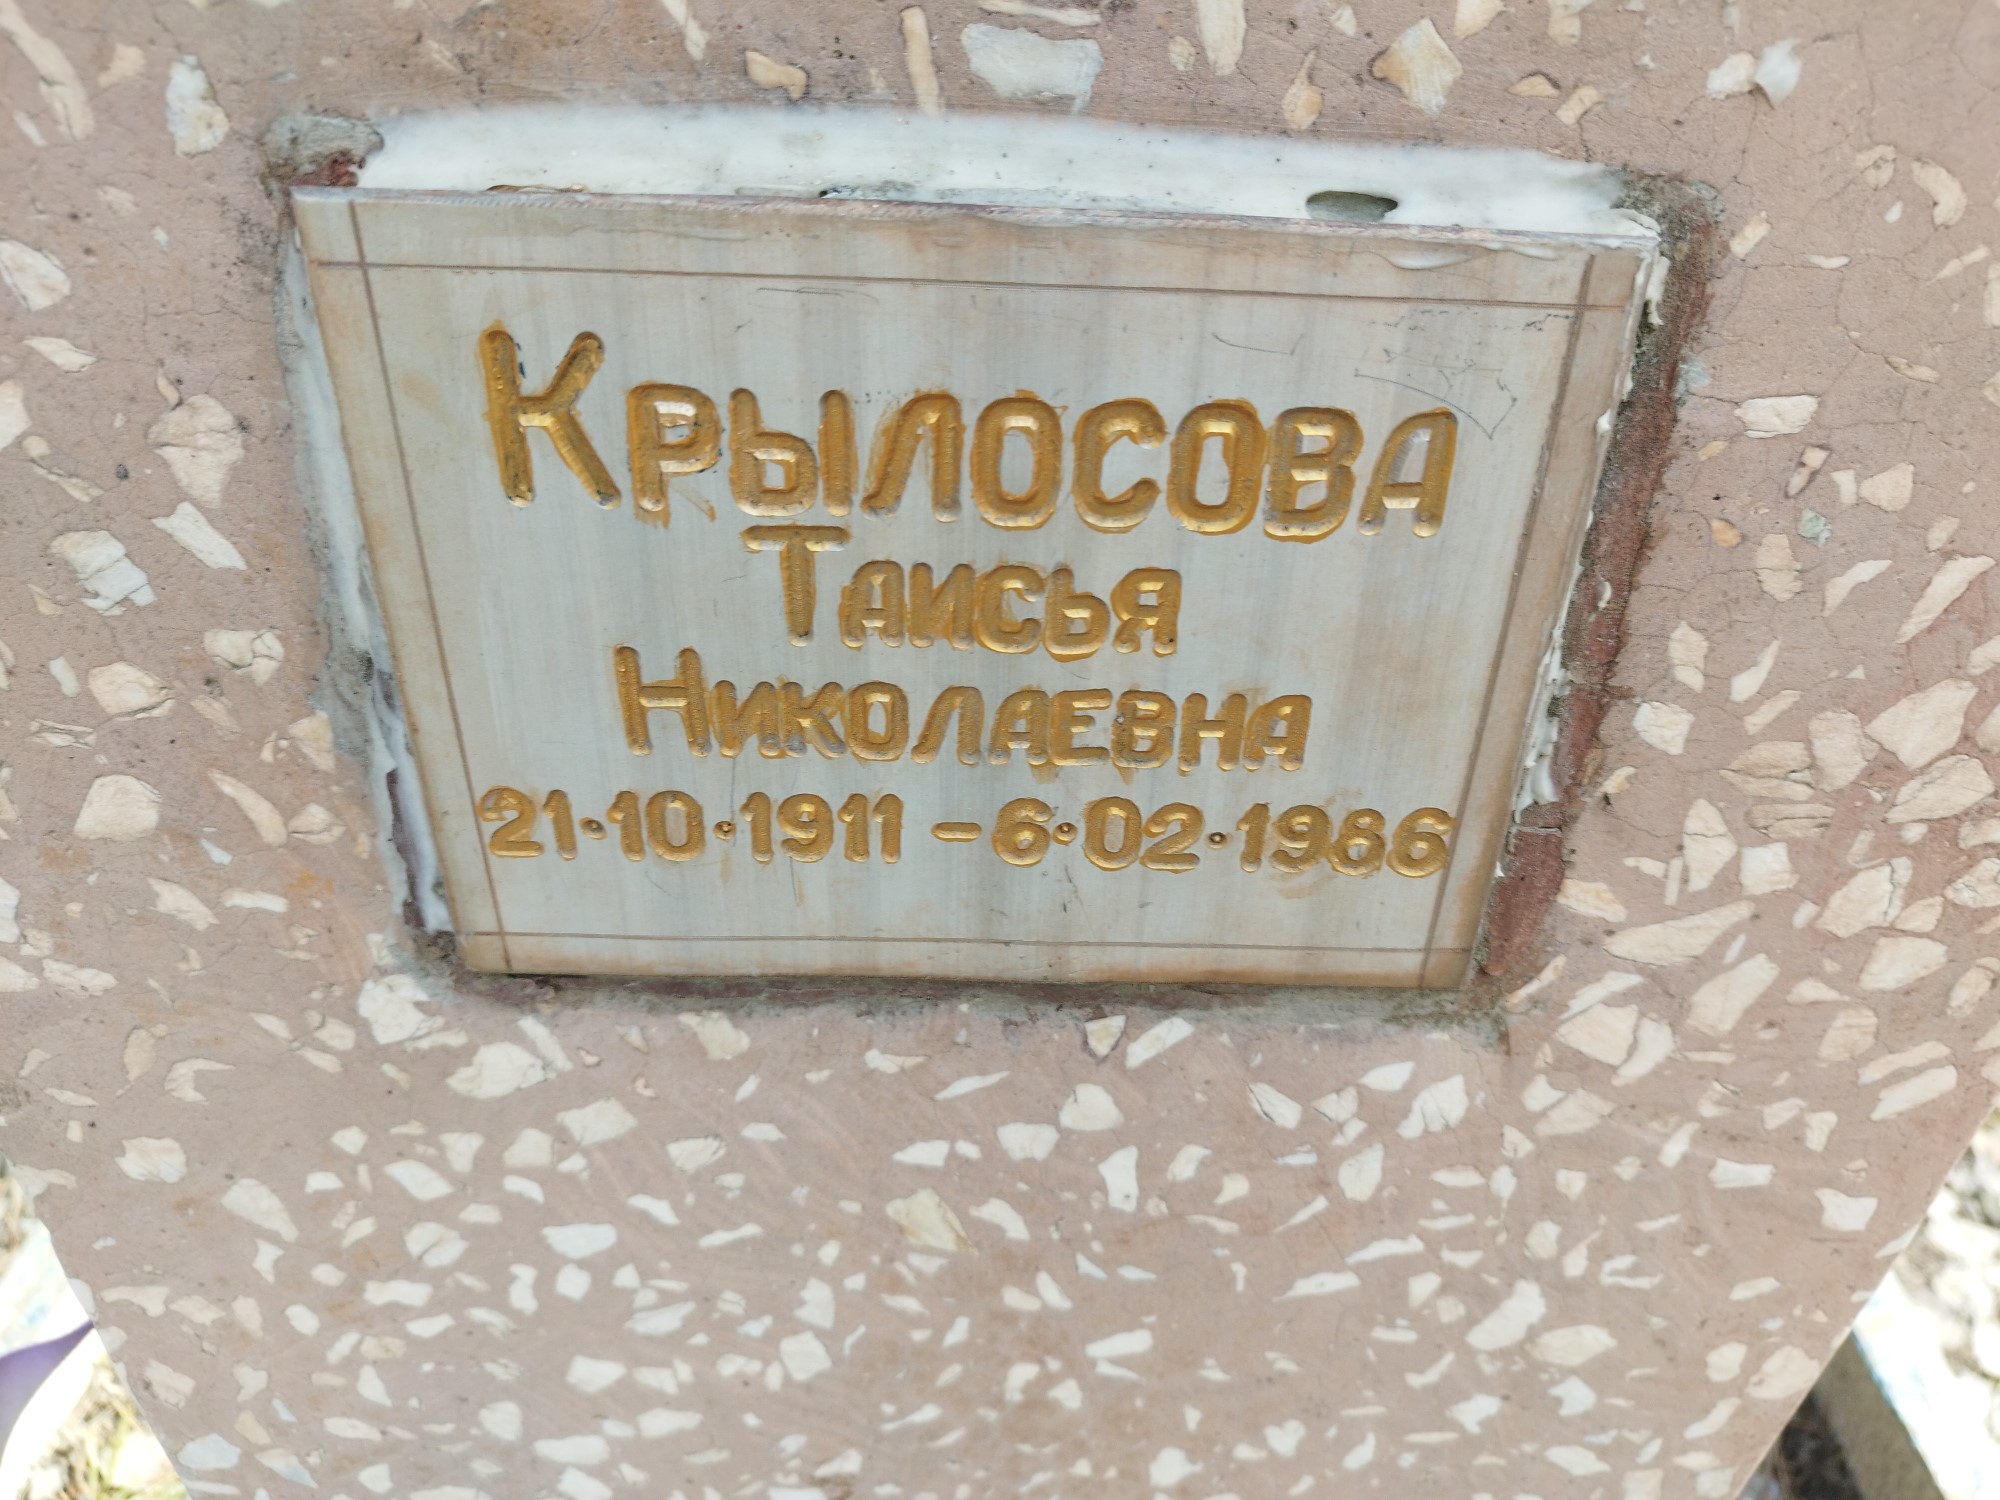 Крылосова
Таисья
Николаевна
21·10·1911 – 6·02·1986